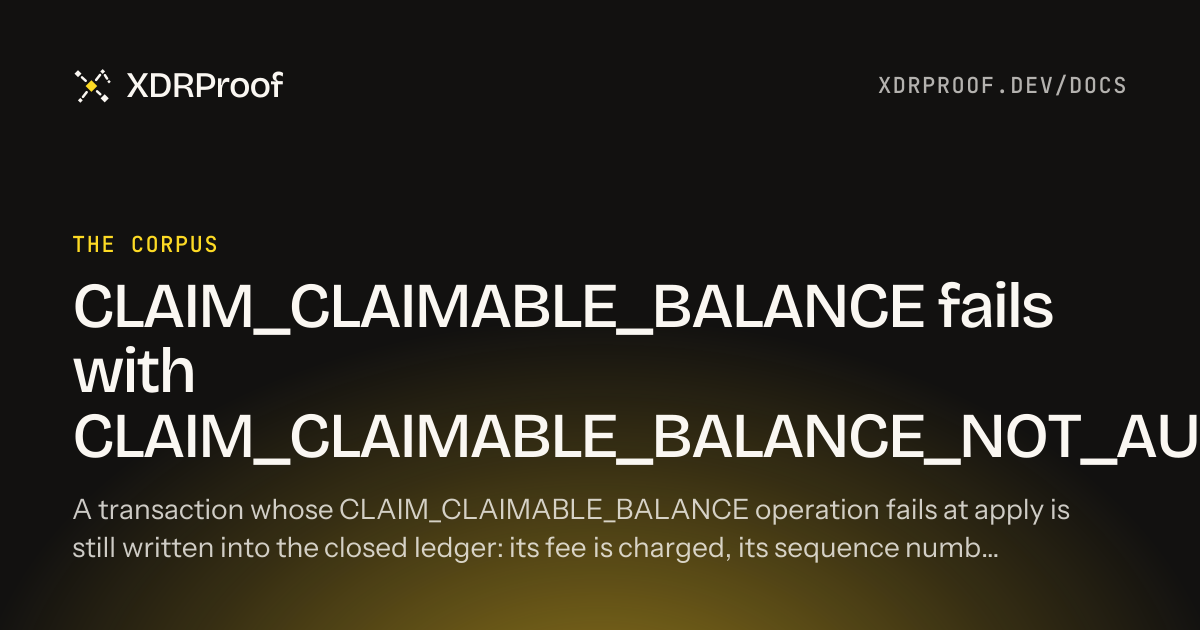 XDRProof
XDRPROOF.DEV/DOCS
THE CORPUS
CLAIM_CLAIMABLE_BALANCE fails
with
CLAIM_CLAIMABLE_BALANCE_NOT_AU
A transaction whose CLAIM_CLAIMABLE_BALANCE operation fails at apply is
still written into the closed ledger: its fee is charged, its sequence numb...